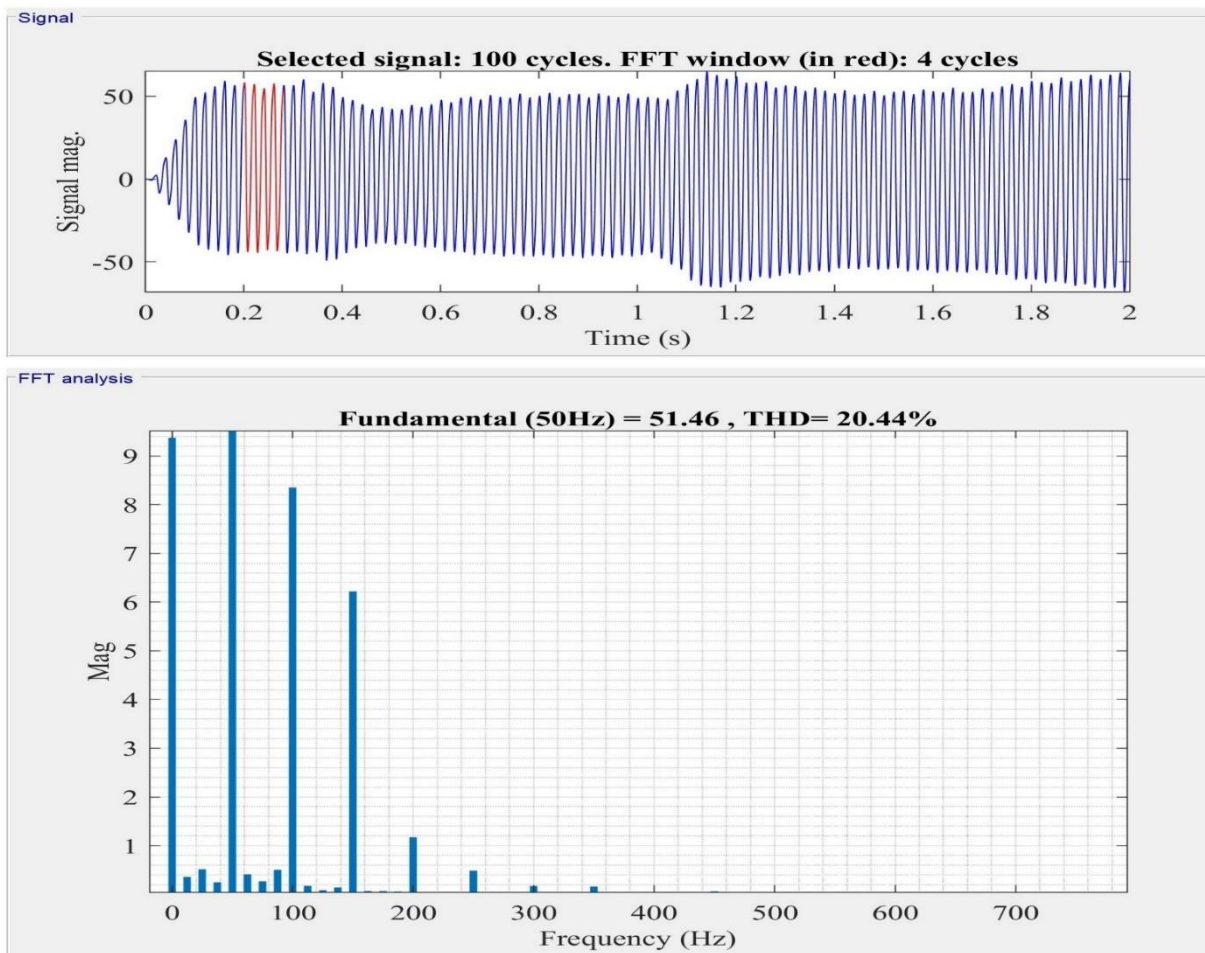 Signal
Selected signal: 100 cycles. FFT window (in red): 4 cycles
50
0
-50
Signal mag.
0 0.2 0.4 0.6 0.8 1 1.2 1.4 1.6 1.8 2
Time (s)
FFT analysis
Fundamental (50Hz) = 51.46 , THD= 20.44%
9
8
7
6
5
4
3
2
1
Mag
0 100 200 300 400 500 600 700
Frequency (Hz)